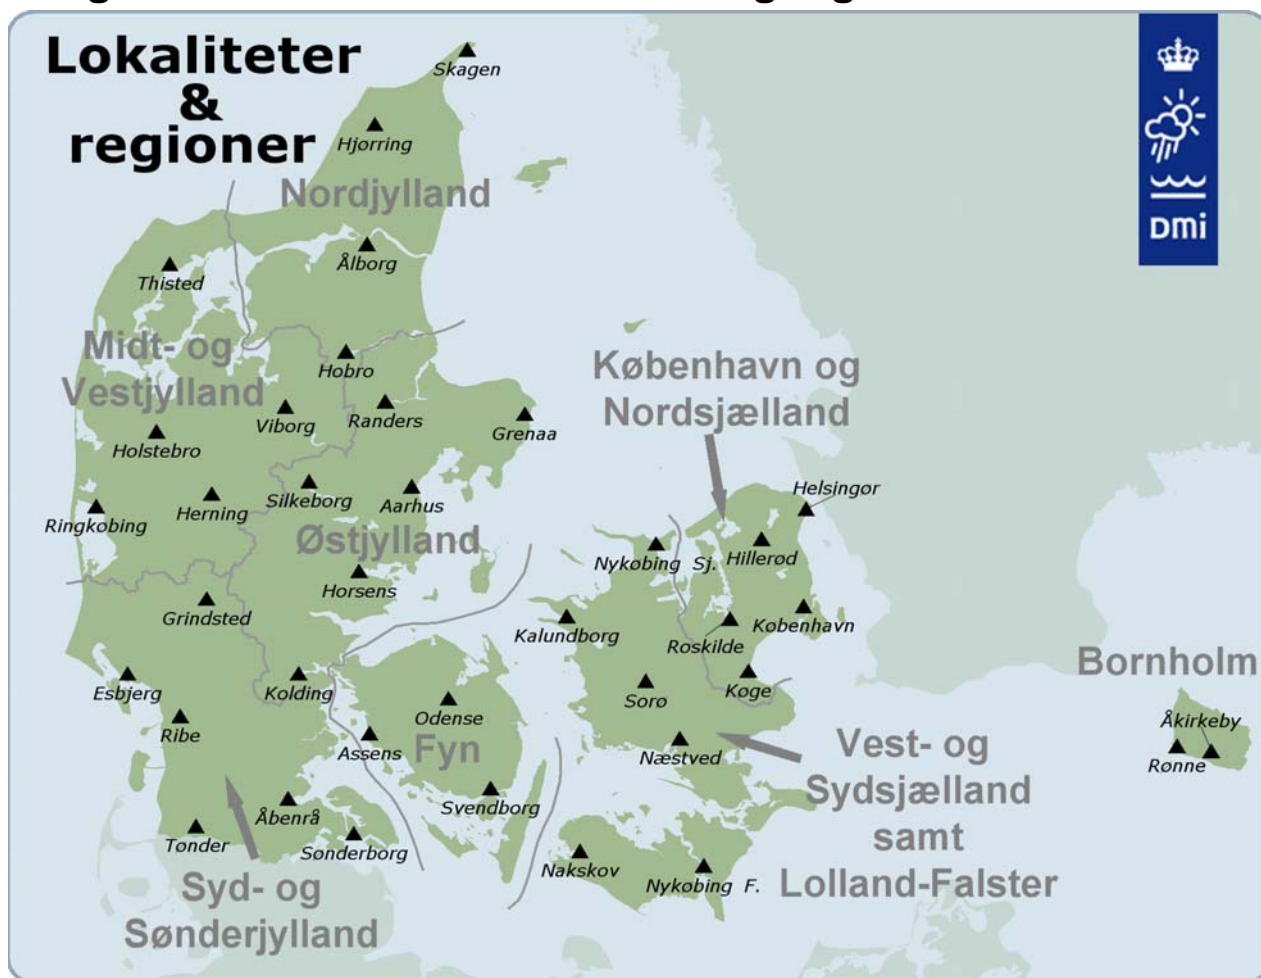 Lokaliteter
&
regioner
Skagen
Hjørring
Nordjylland
Ålborg
Thisted
Midt- og
Vestjylland
Hobro
Viborg
Randers
Grenaa
Holstebro
København og
Nordsjælland
Silkeborg
Aarhus
Herning
Ringkøbing
Østjylland
Helsingør
Nykøbing Sj.
Hillerød
Horsens
Grindsted
Kalundborg
København
Roskilde
Bornholm
Esbjerg
Kolding
Sorø
Køge
Odense
Ribe
Assens
Fyn
Næstved
Åkirkeby
Rønne
Vest- og
Sydsjælland
samt
Lolland-Falster
Svendborg
Åbenrå
Tønder
Sønderborg
Nakskov
Nykøbing F.
Syd- og
Sønderjylland
DMi